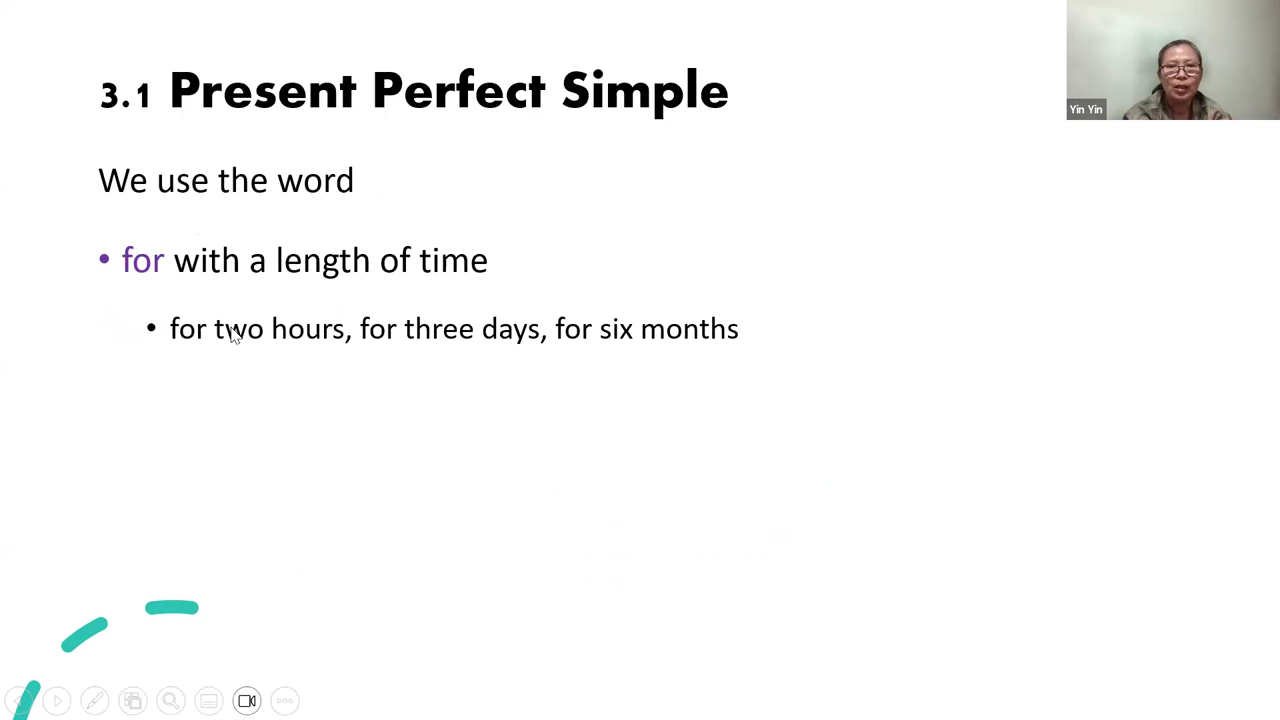 3.1 Present Perfect Simple
Yin Yin
We use the word
• for with a length of time
• for two hours, for three days, for six months